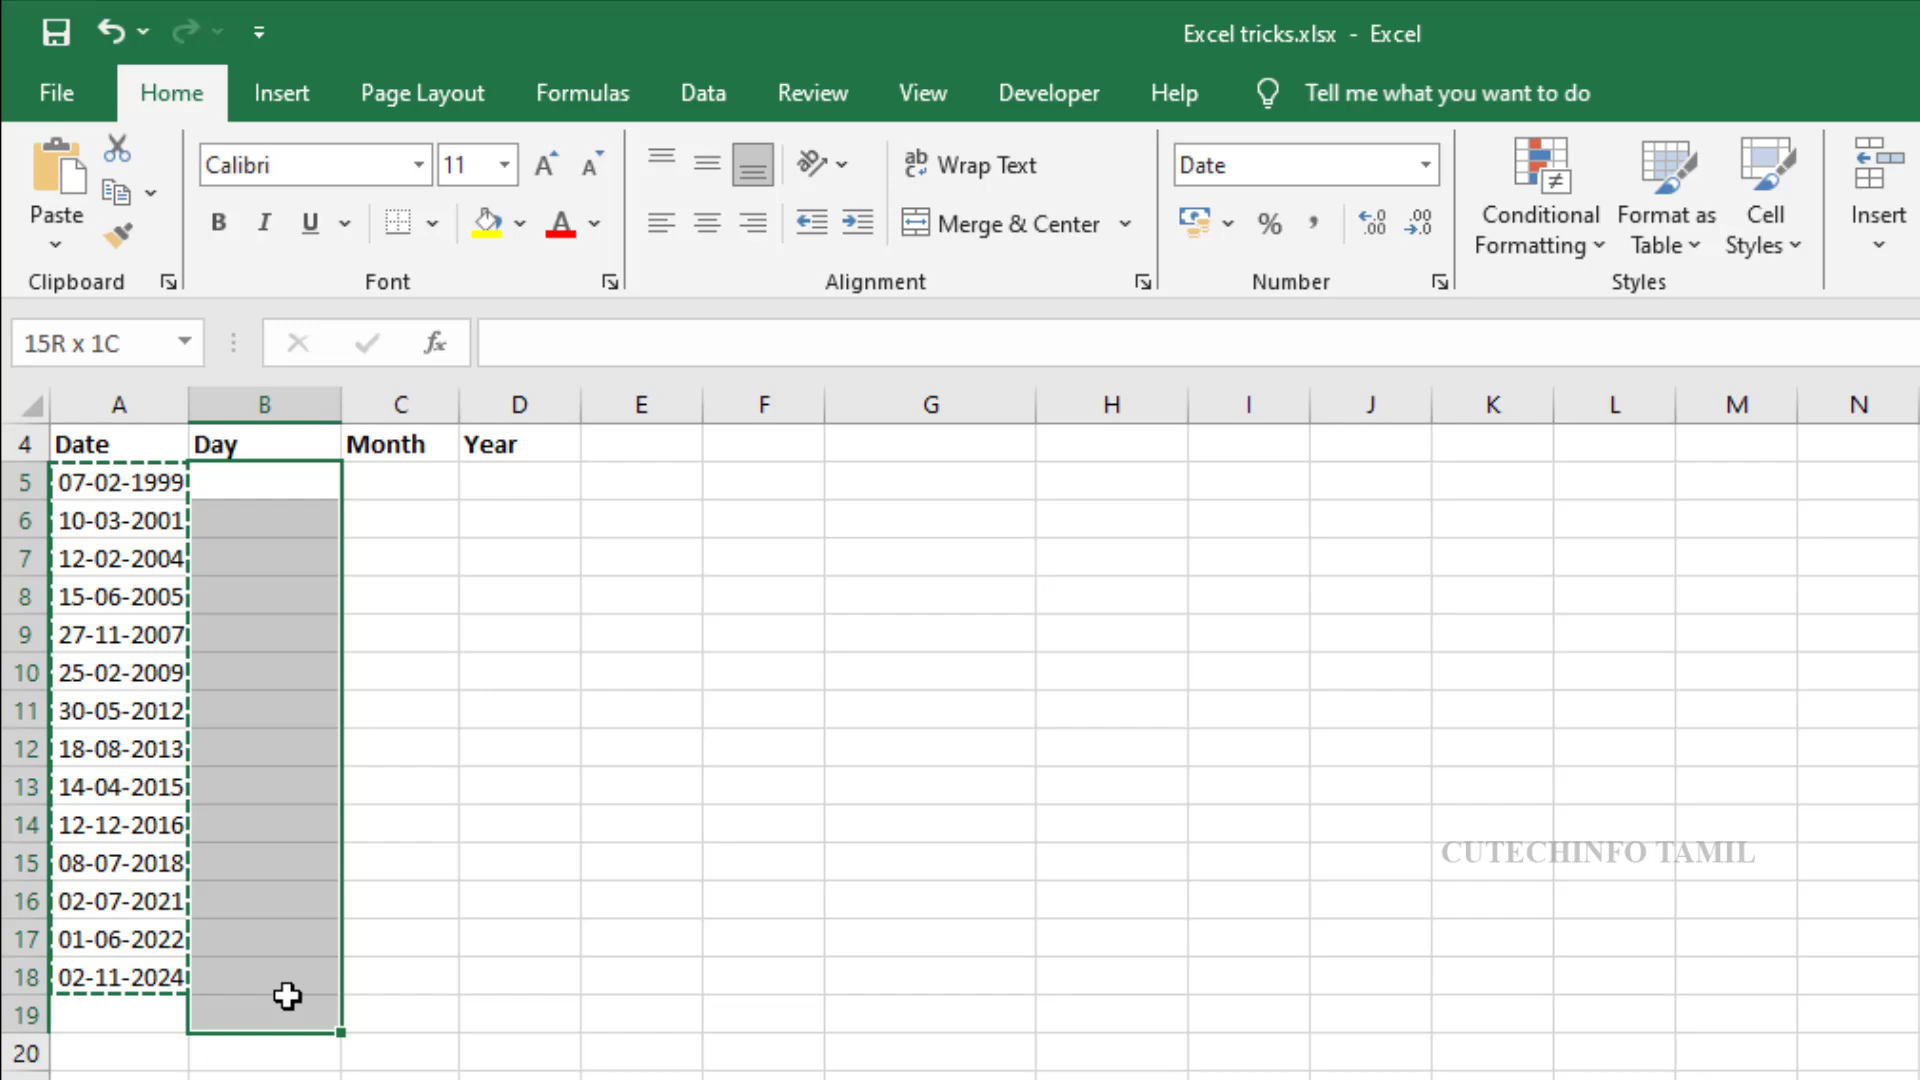 Excel tricks.xlsx - Excel
File Home Insert Page Layout Formulas Data Review View Developer Help Tell me what you want to do
Paste
Clipboard
Calibri 11
B I U A
Font
Wrap Text
Merge & Center
Alignment
Date
% ,
Number
Conditional Formatting
Format as Table
Cell Styles
Styles
Insert
15R x 1C
fx
A B C D E F G H I J K L M N
4 Date Day Month Year
5 07-02-1999
6 10-03-2001
7 12-02-2004
8 15-06-2005
9 27-11-2007
10 25-02-2009
11 30-05-2012
12 18-08-2013
13 14-04-2015
14 12-12-2016
15 08-07-2018
16 02-07-2021
17 01-06-2022
18 02-11-2024
19
20
CUTECHINFO TAMIL